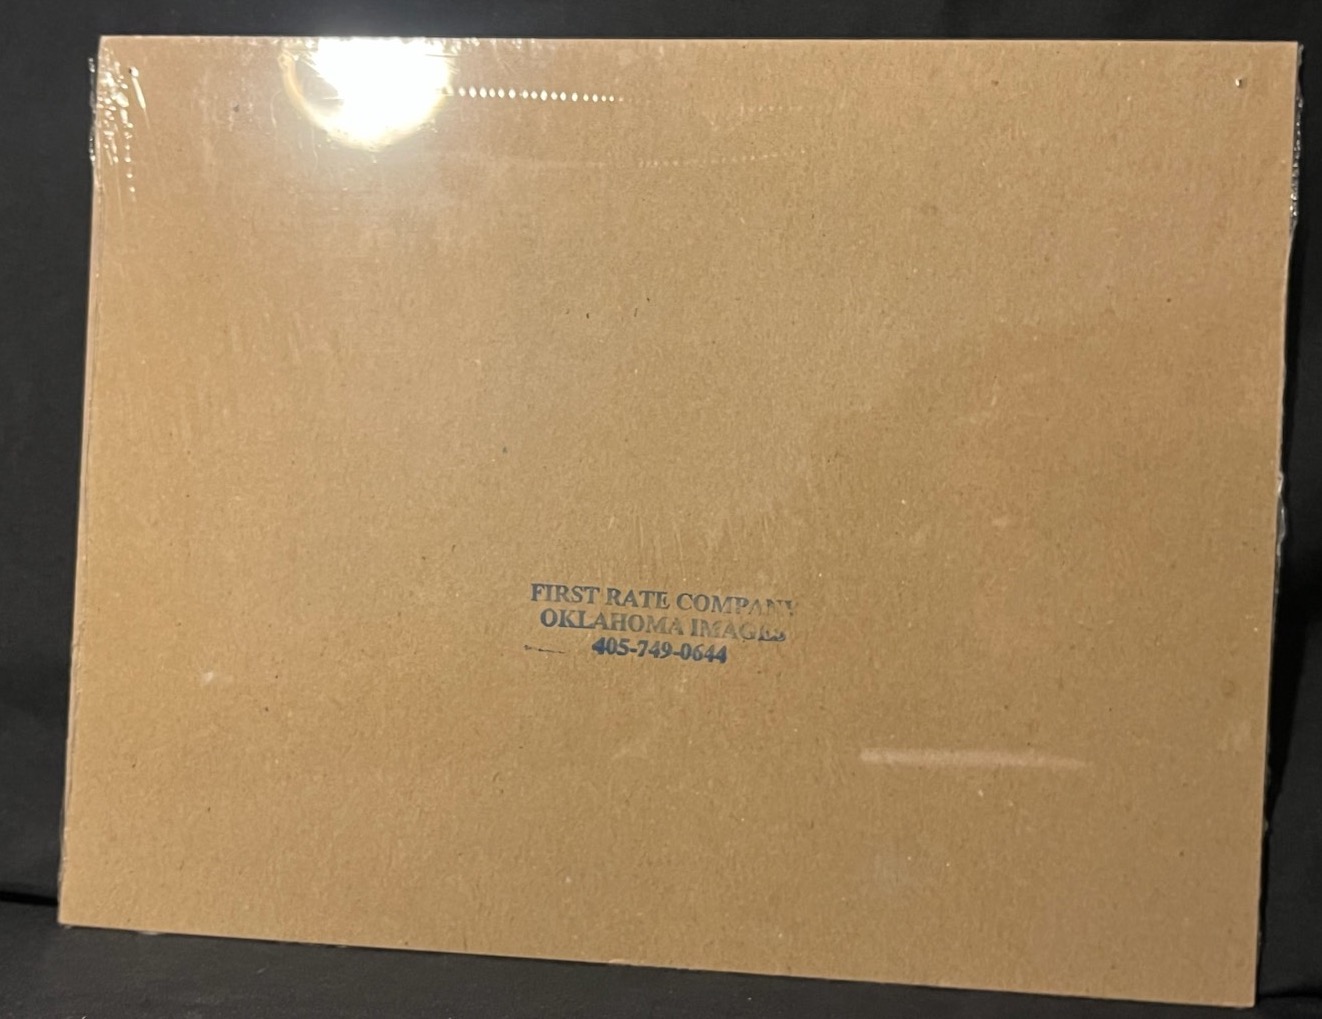 FIRST RATE COMPANY
OKLAHOMA IMAGES
405-749-0644